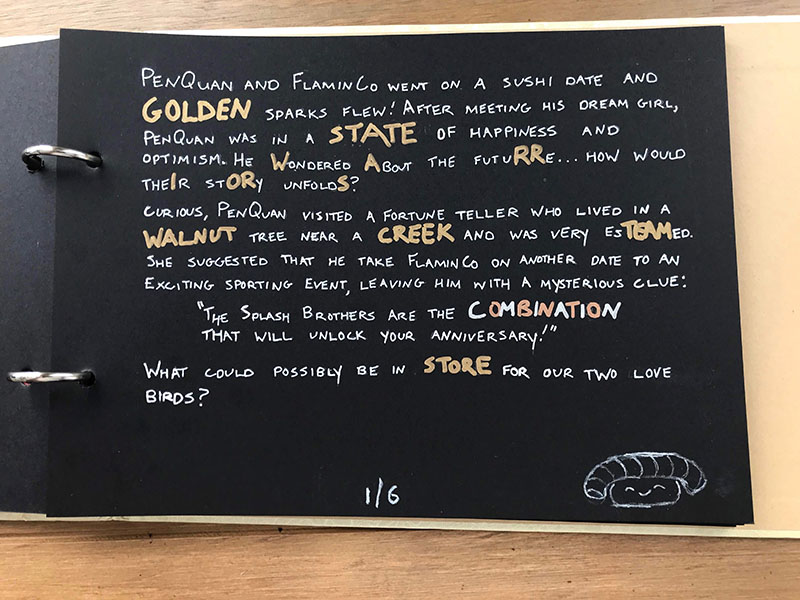 PENQUAN AND FLAMINCO WENT ON A SUSHI DATE AND
GOLDEN SPARKS FLEW! AFTER MEETING HIS DREAM GIRL,
PENQUAN WAS IN A STATE OF HAPPINESS AND
OPTIMISM. HE WONDERED ABOUT THE FUTURRE... HOW WOULD
THEIR STORY UNFOLDS?
CURIOUS, PENQUAN VISITED A FORTUNE TELLER WHO LIVED IN A
WALNUT TREE NEAR A CREEK AND WAS VERY ESTEAMED.
SHE SUGGESTED THAT HE TAKE FLAMINCO ON ANOTHER DATE TO AN
EXCITING SPORTING EVENT, LEAVING HIM WITH A MYSTERIOUS CLUE:
"THE SPLASH BROTHERS ARE THE COMBINATION
THAT WILL UNLOCK YOUR ANNIVERSARY!"
WHAT COULD POSSIBLY BE IN STORE FOR OUR TWO LOVE
BIRDS?
1/6